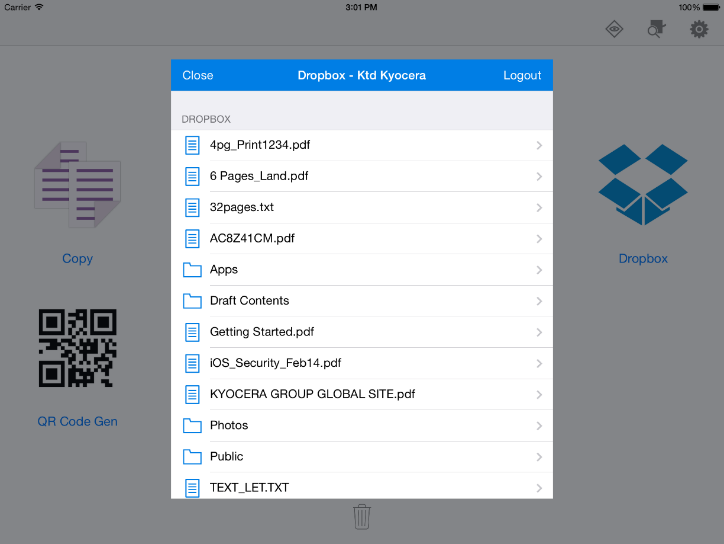 Carrier
3:01 PM
100%
Close
Dropbox - Ktd Kyocera
Logout
DROPBOX
4pg_Print1234.pdf
6 Pages_Land.pdf
32pages.txt
AC8Z41CM.pdf
Apps
Draft Contents
Getting Started.pdf
iOS_Security_Feb14.pdf
KYOCERA GROUP GLOBAL SITE.pdf
Photos
Public
TEXT_LET.TXT
Copy
Dropbox
QR Code Gen